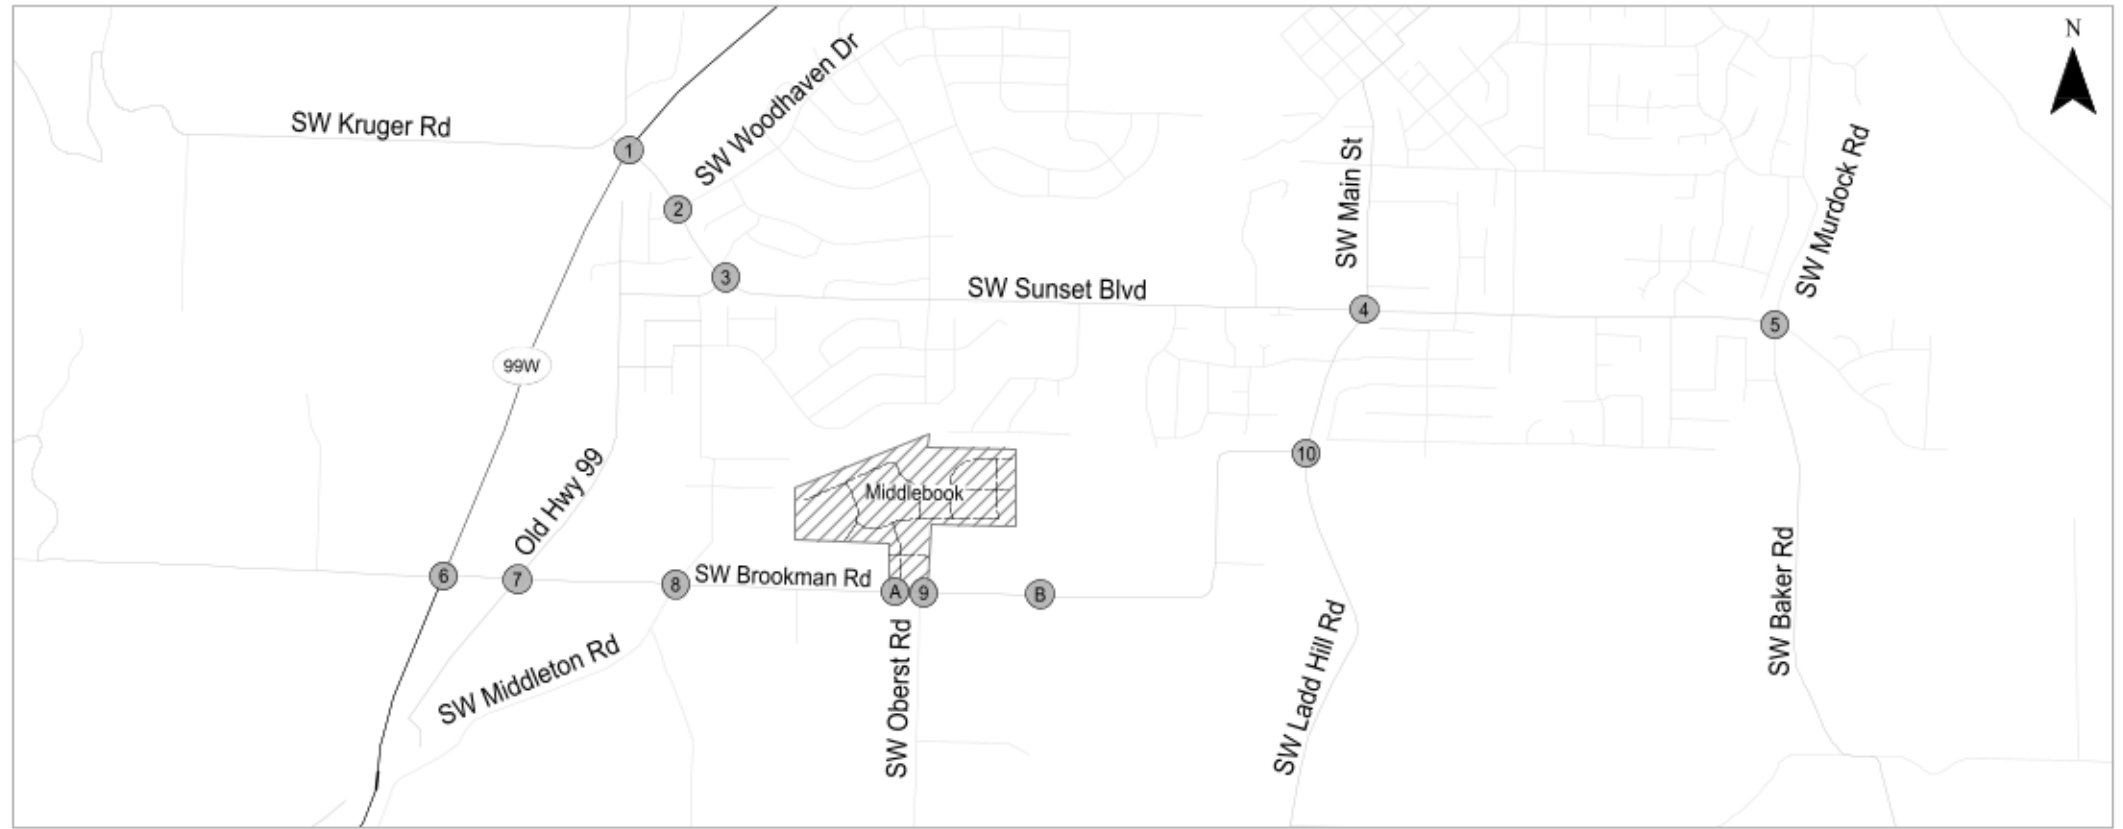 N
SW Woodhaven Dr
SW Kruger Rd
1
SW Main St
SW Murdock Rd
2
3
SW Sunset Blvd
4
5
99W
10
Old Hwy 99
Middlebook
6
7
8
SW Brookman Rd
A
9
B
SW Middleton Rd
SW Oberst Rd
SW Ladd Hill Rd
SW Baker Rd